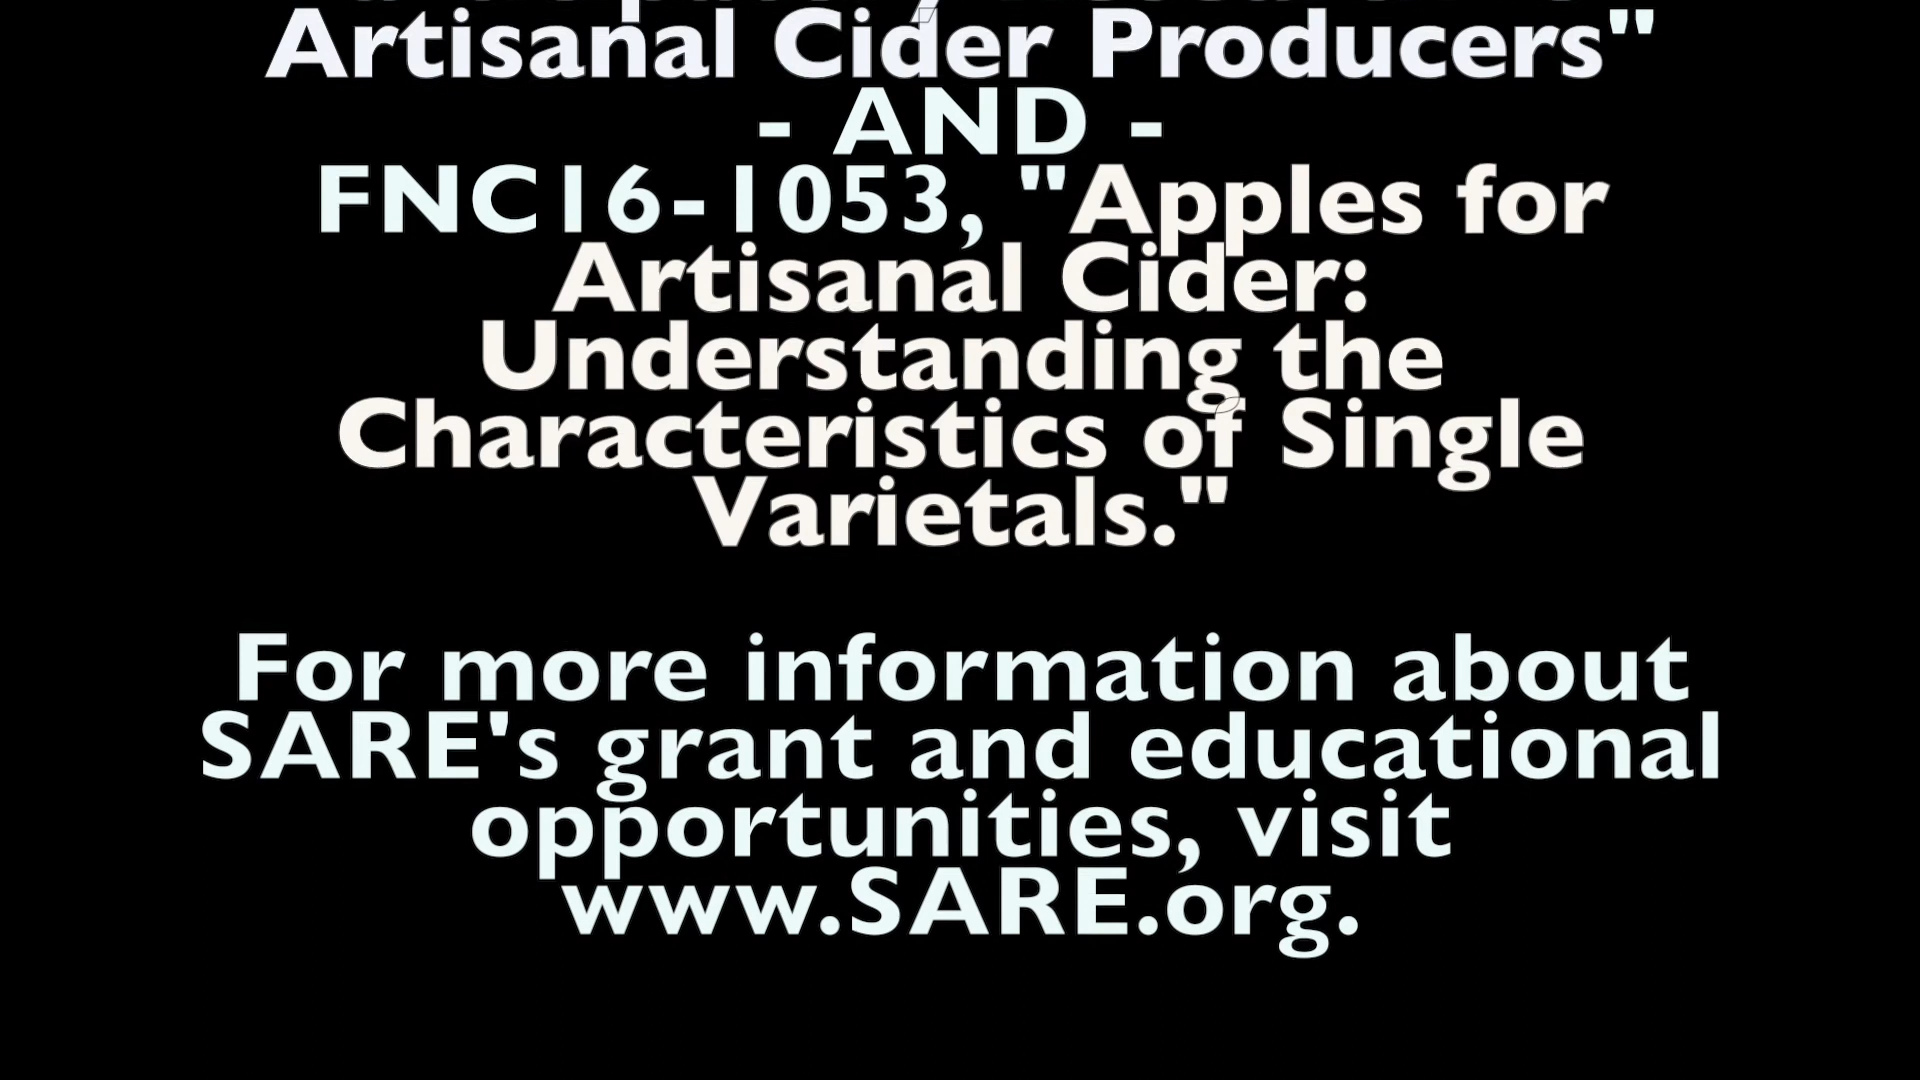 Artisanal Cider Producers"
- AND -
FNC16-1053, "Apples for
Artisanal Cider:
Understanding the
Characteristics of Single
Varietals."
For more information about
SARE's grant and educational
opportunities, visit
www.SARE.org.